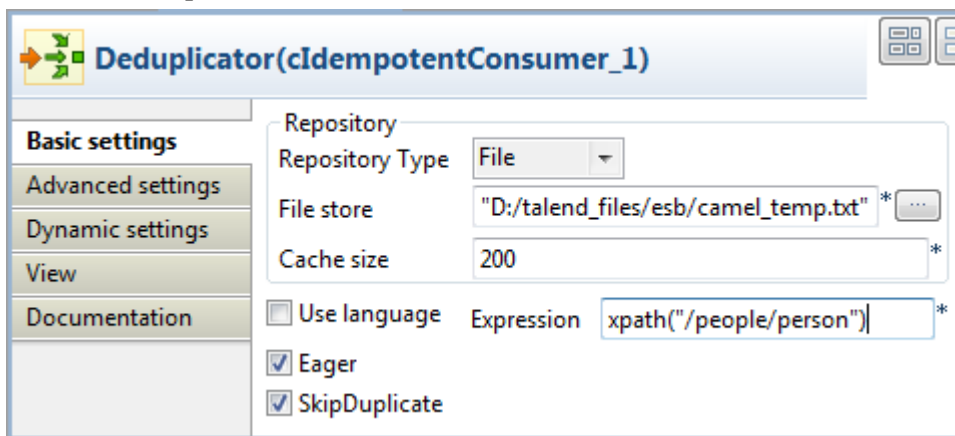 Deduplicator(cIdempotentConsumer_1)
Basic settings
Advanced settings
Dynamic settings
View
Documentation
Repository
Repository Type File
File store "D:/talend_files/esb/camel_temp.txt" * ...
Cache size 200 *
Use language Expression xpath("/people/person") *
Eager
SkipDuplicate